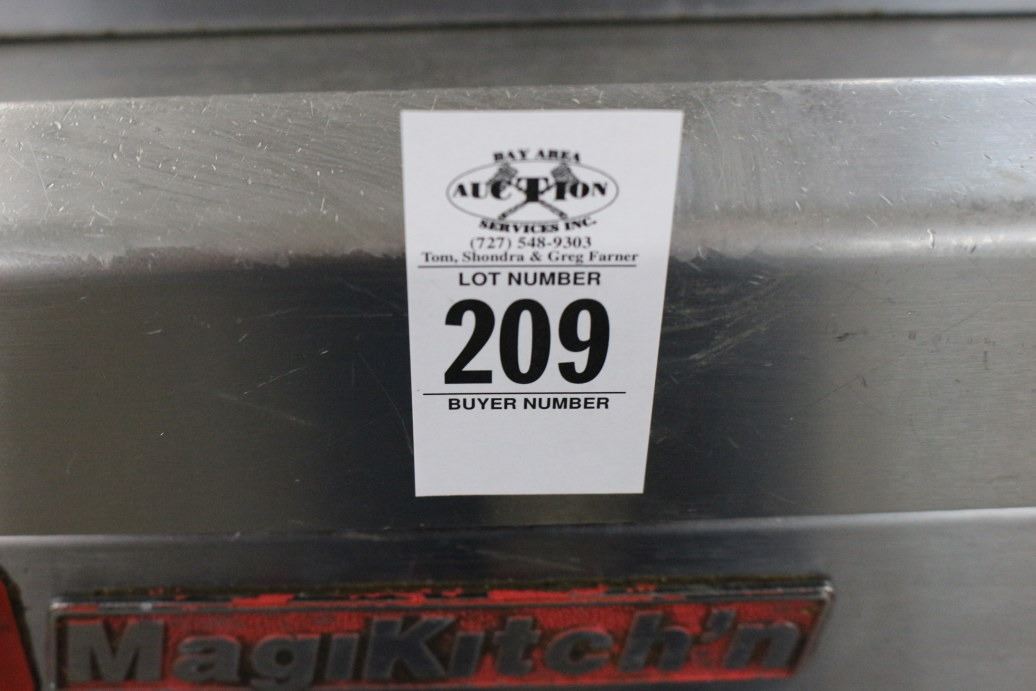 BAY AREA
AUCTION
SERVICES INC.
(727) 548-9303
Tom, Shondra & Greg Farner
LOT NUMBER
209
BUYER NUMBER
MagiKitch'n